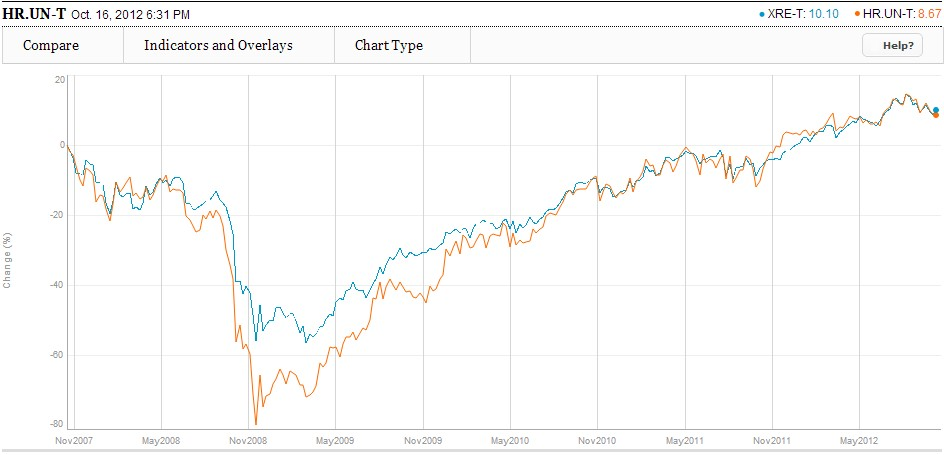 HR.UN-T Oct. 16, 2012 6:31 PM
XRE-T: 10.10 HR.UN-T: 8.67
Compare Indicators and Overlays Chart Type Help?
20
0
-20
-40
-60
-80
Change (%)
Nov2007 May2008 Nov2008 May2009 Nov2009 May2010 Nov2010 May2011 Nov2011 May2012